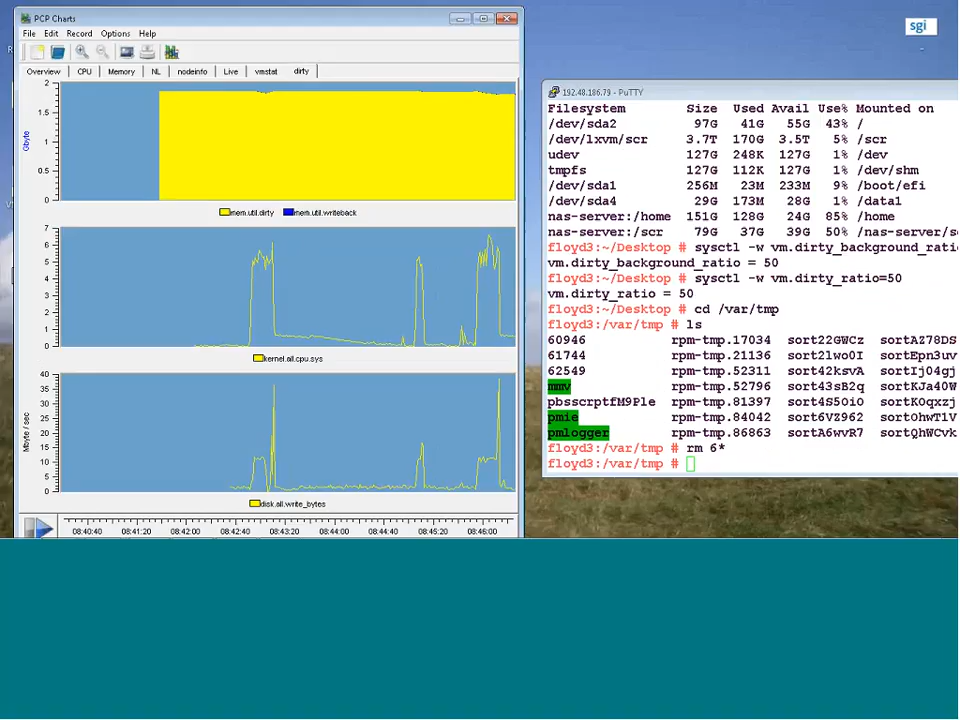 PCP Charts
File Edit Record Options Help
Overview CPU Memory NL nodeinfo Live vmstat dirty
2
1.5
1
0.5
0
Gbyte
mem.util.dirty mem.util.writeback
7
6
5
4
3
2
1
0
kernel.all.cpu.sys
40
35
30
25
20
15
10
5
0
Mbyte / sec
disk.all.write_bytes
08:40:40 08:41:20 08:42:00 08:42:40 08:43:20 08:44:00 08:44:40 08:45:20 08:46:00
sgi
192.48.186.79 - PuTTY
Filesystem Size Used Avail Use% Mounted on
/dev/sda2 97G 41G 55G 43% /
/dev/lxvm/scr 3.7T 170G 3.5T 5% /scr
udev 127G 248K 127G 1% /dev
tmpfs 127G 112K 127G 1% /dev/shm
/dev/sda1 256M 23M 233M 9% /boot/efi
/dev/sda4 29G 173M 28G 1% /data1
nas-server:/home 151G 128G 24G 85% /home
nas-server:/scr 79G 37G 39G 50% /nas-server/sc
floyd3:~/Desktop # sysctl -w vm.dirty_background_ratio
vm.dirty_background_ratio = 50
floyd3:~/Desktop # sysctl -w vm.dirty_ratio=50
vm.dirty_ratio = 50
floyd3:~/Desktop # cd /var/tmp
floyd3:/var/tmp # ls
60946 rpm-tmp.17034 sort22GWCz sortAZ78DS
61744 rpm-tmp.21136 sort2lwo0I sortEpn3uv
62549 rpm-tmp.52311 sort42ksvA sortIj04gj
mmv rpm-tmp.52796 sort43sB2q sortKJa40W
pbsscrptfM9Ple rpm-tmp.81397 sort4S50iO sortKOqxzj
pmie rpm-tmp.84042 sort6VZ962 sortOhwT1V
pmlogger rpm-tmp.86863 sortA6wvR7 sortQhWCvk
floyd3:/var/tmp # rm 6*
floyd3:/var/tmp #